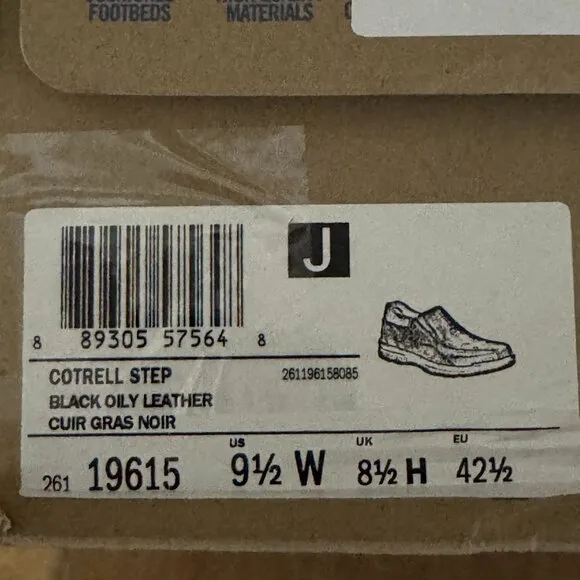 FOOTBEDS
MATERIALS
J
8 89305 57564 8
COTRELL STEP 261196158085
BLACK OILY LEATHER
CUIR GRAS NOIR
US UK EU
261 19615 9½ W 8½ H 42½